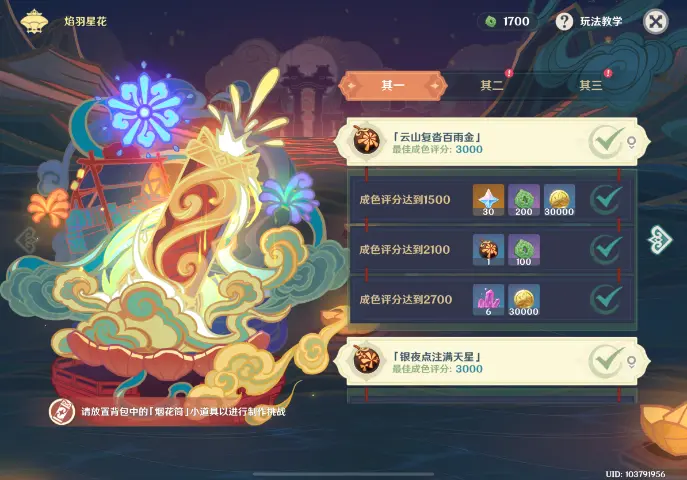 焰羽星花
1700
? 玩法教学
其一
其二
其三
「云山复沓百雨金」
最佳成色评分: 3000
成色评分达到1500
30
200
30000
成色评分达到2100
1
100
成色评分达到2700
6
30000
「银夜点注满天星」
最佳成色评分: 3000
请放置背包中的「烟花筒」小道具以进行制作挑战
UID: 103791956